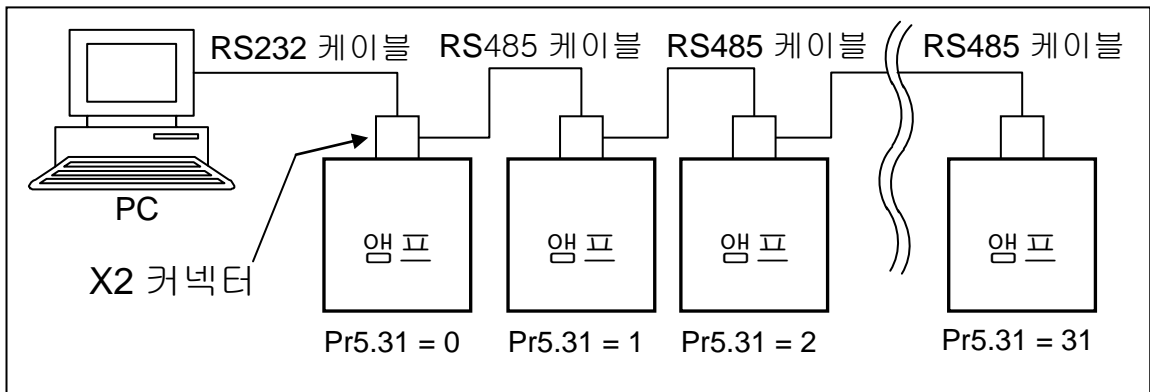 RS232 케이블 RS485 케이블 RS485 케이블 RS485 케이블
PC
앰프 앰프 앰프 앰프
X2 커넥터
Pr5.31 = 0 Pr5.31 = 1 Pr5.31 = 2 Pr5.31 = 31